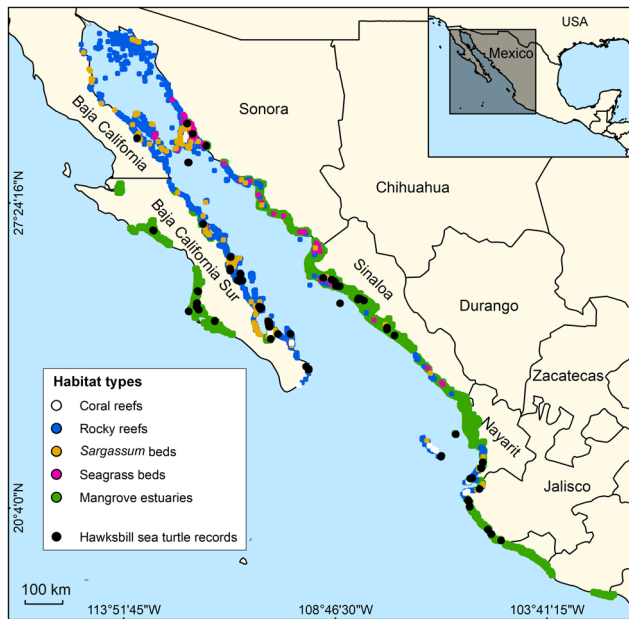 USA
Mexico
Sonora
Baja California
Chihuahua
27°24'16"N
Baja California Sur
Sinaloa
Durango
Zacatecas
Nayarit
Jalisco
20°4'0"N
Habitat types
Coral reefs
Rocky reefs
Sargassum beds
Seagrass beds
Mangrove estuaries
Hawksbill sea turtle records
100 km
113°51'45"W
108°46'30"W
103°41'15"W